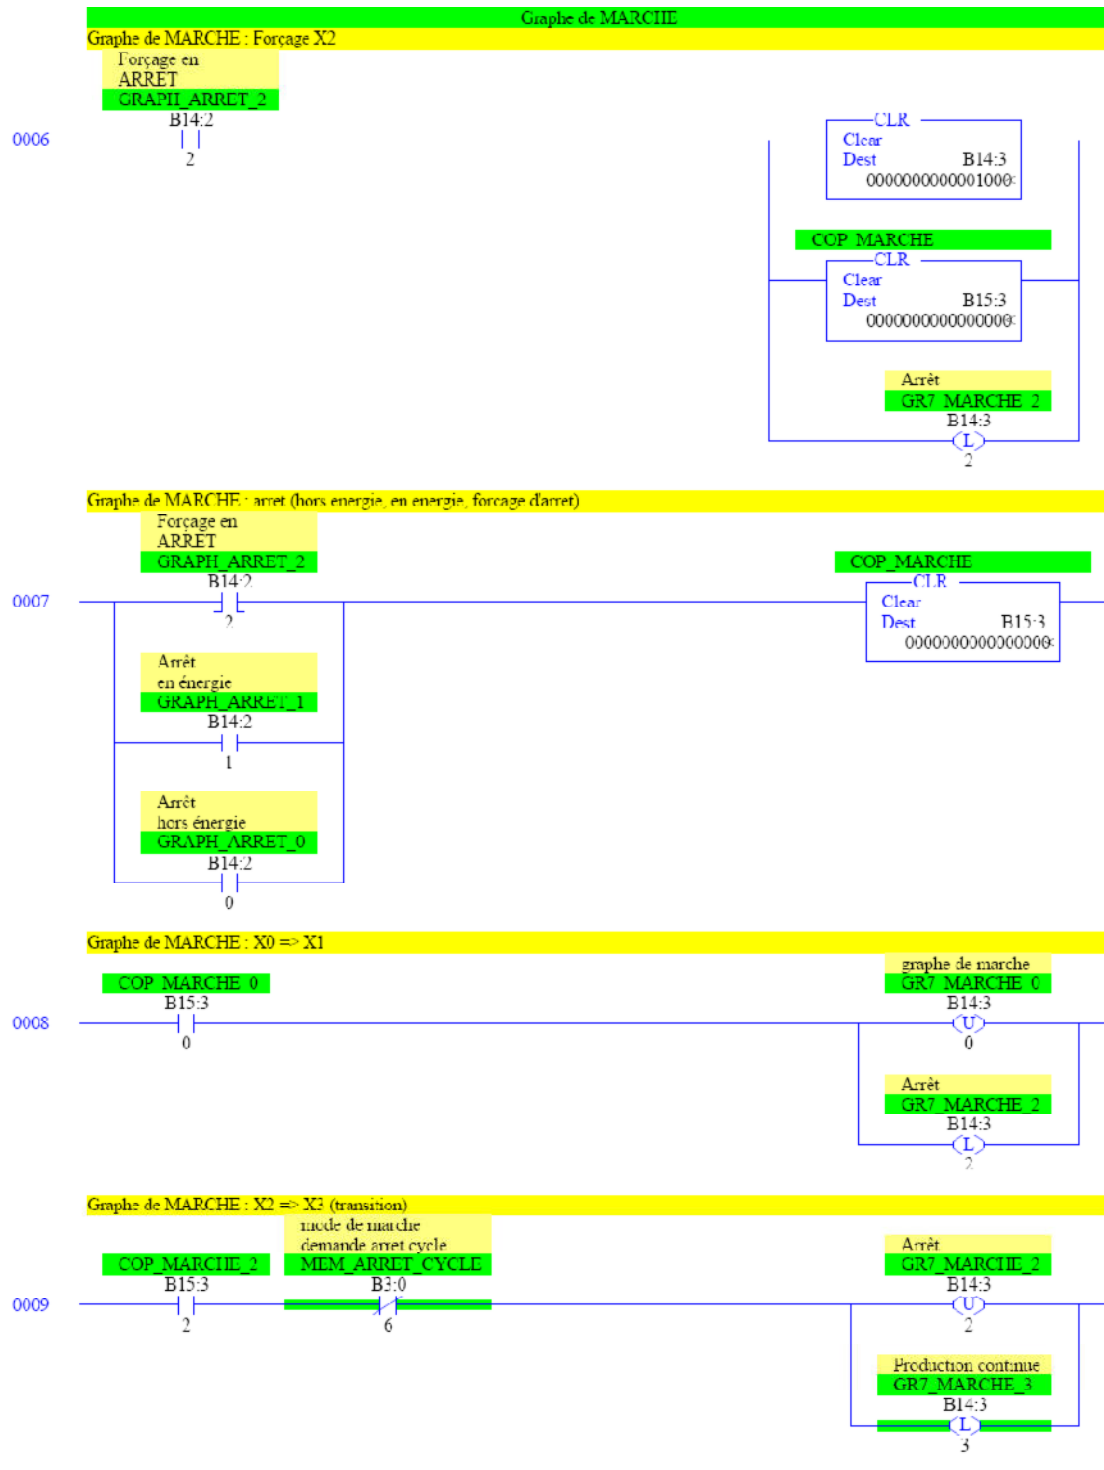 Graphe de MARCHE
Graphe de MARCHE : Forçage X2
Forçage en
ARRET
GRAPH_ARRET_2
B14:2
0006
2
CLR
Clear
Dest B14:3
0000000000001000<
COP_MARCHE
CLR
Clear
Dest B15:3
0000000000000000<
Arrêt
GR7_MARCHE_2
B14:3
L
2
Graphe de MARCHE : arret (hors energie, en energie, forcage d'arret)
Forçage en
ARRET
GRAPH_ARRET_2
B14:2
0007
2
COP_MARCHE
CLR
Clear
Dest B15:3
0000000000000000<
Arrêt
en énergie
GRAPH_ARRET_1
B14:2
1
Arrêt
hors énergie
GRAPH_ARRET_0
B14:2
0
Graphe de MARCHE : X0 => X1
COP_MARCHE_0
B15:3
0008
0
graphe de marche
GR7_MARCHE_0
B14:3
U
0
Arrêt
GR7_MARCHE_2
B14:3
L
2
Graphe de MARCHE : X2 => X3 (transition)
mode de marche
demande arret cycle
COP_MARCHE_2 MEM_ARRET_CYCLE
B15:3 B3:0
0009
2 6
Arrêt
GR7_MARCHE_2
B14:3
U
2
Production continue
GR7_MARCHE_3
B14:3
L
3